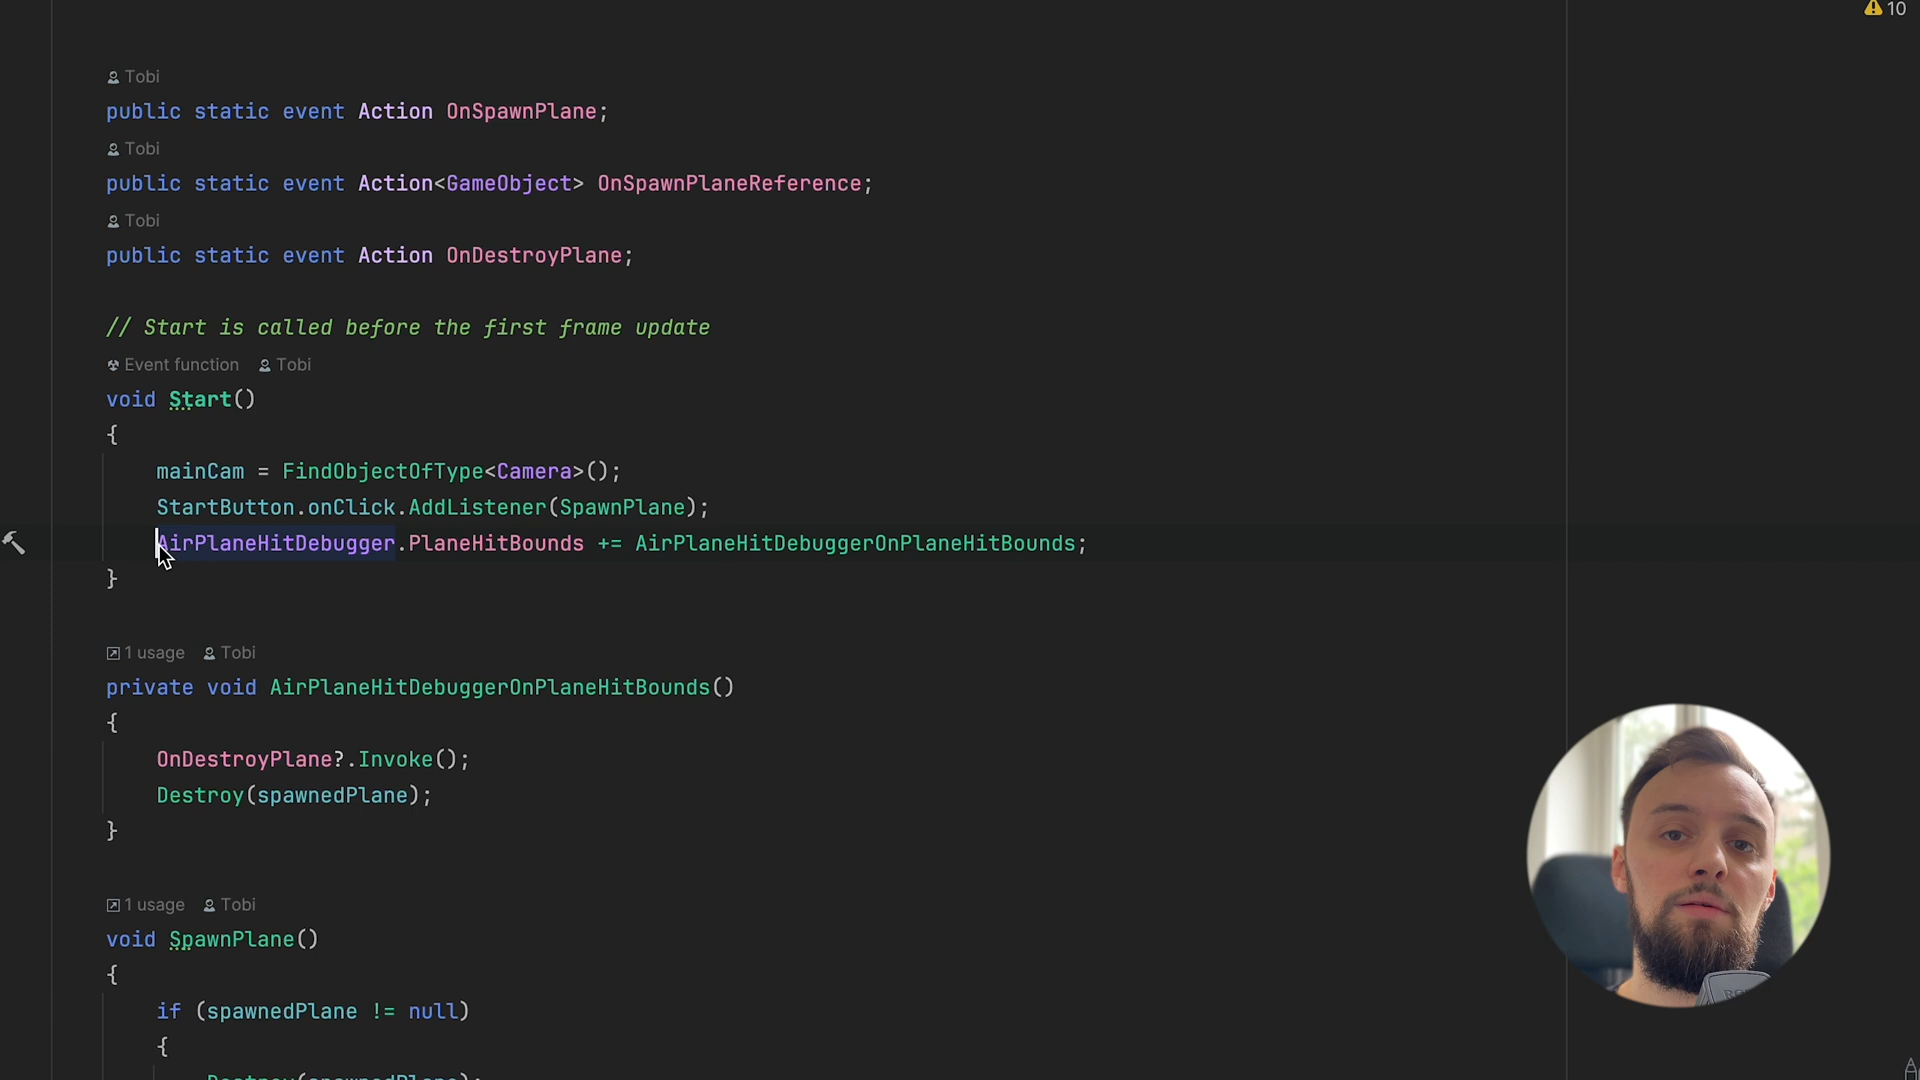 10
Tobi
public static event Action OnSpawnPlane;
Tobi
public static event Action<GameObject> OnSpawnPlaneReference;
Tobi
public static event Action OnDestroyPlane;
// Start is called before the first frame update
Event function Tobi
void Start()
{
mainCam = FindObjectOfType<Camera>();
StartButton.onClick.AddListener(SpawnPlane);
AirPlaneHitDebugger.PlaneHitBounds += AirPlaneHitDebuggerOnPlaneHitBounds;
}
1 usage Tobi
private void AirPlaneHitDebuggerOnPlaneHitBounds()
{
OnDestroyPlane?.Invoke();
Destroy(spawnedPlane);
}
1 usage Tobi
void SpawnPlane()
{
if (spawnedPlane != null)
{
Destroy(spawnedPlane);